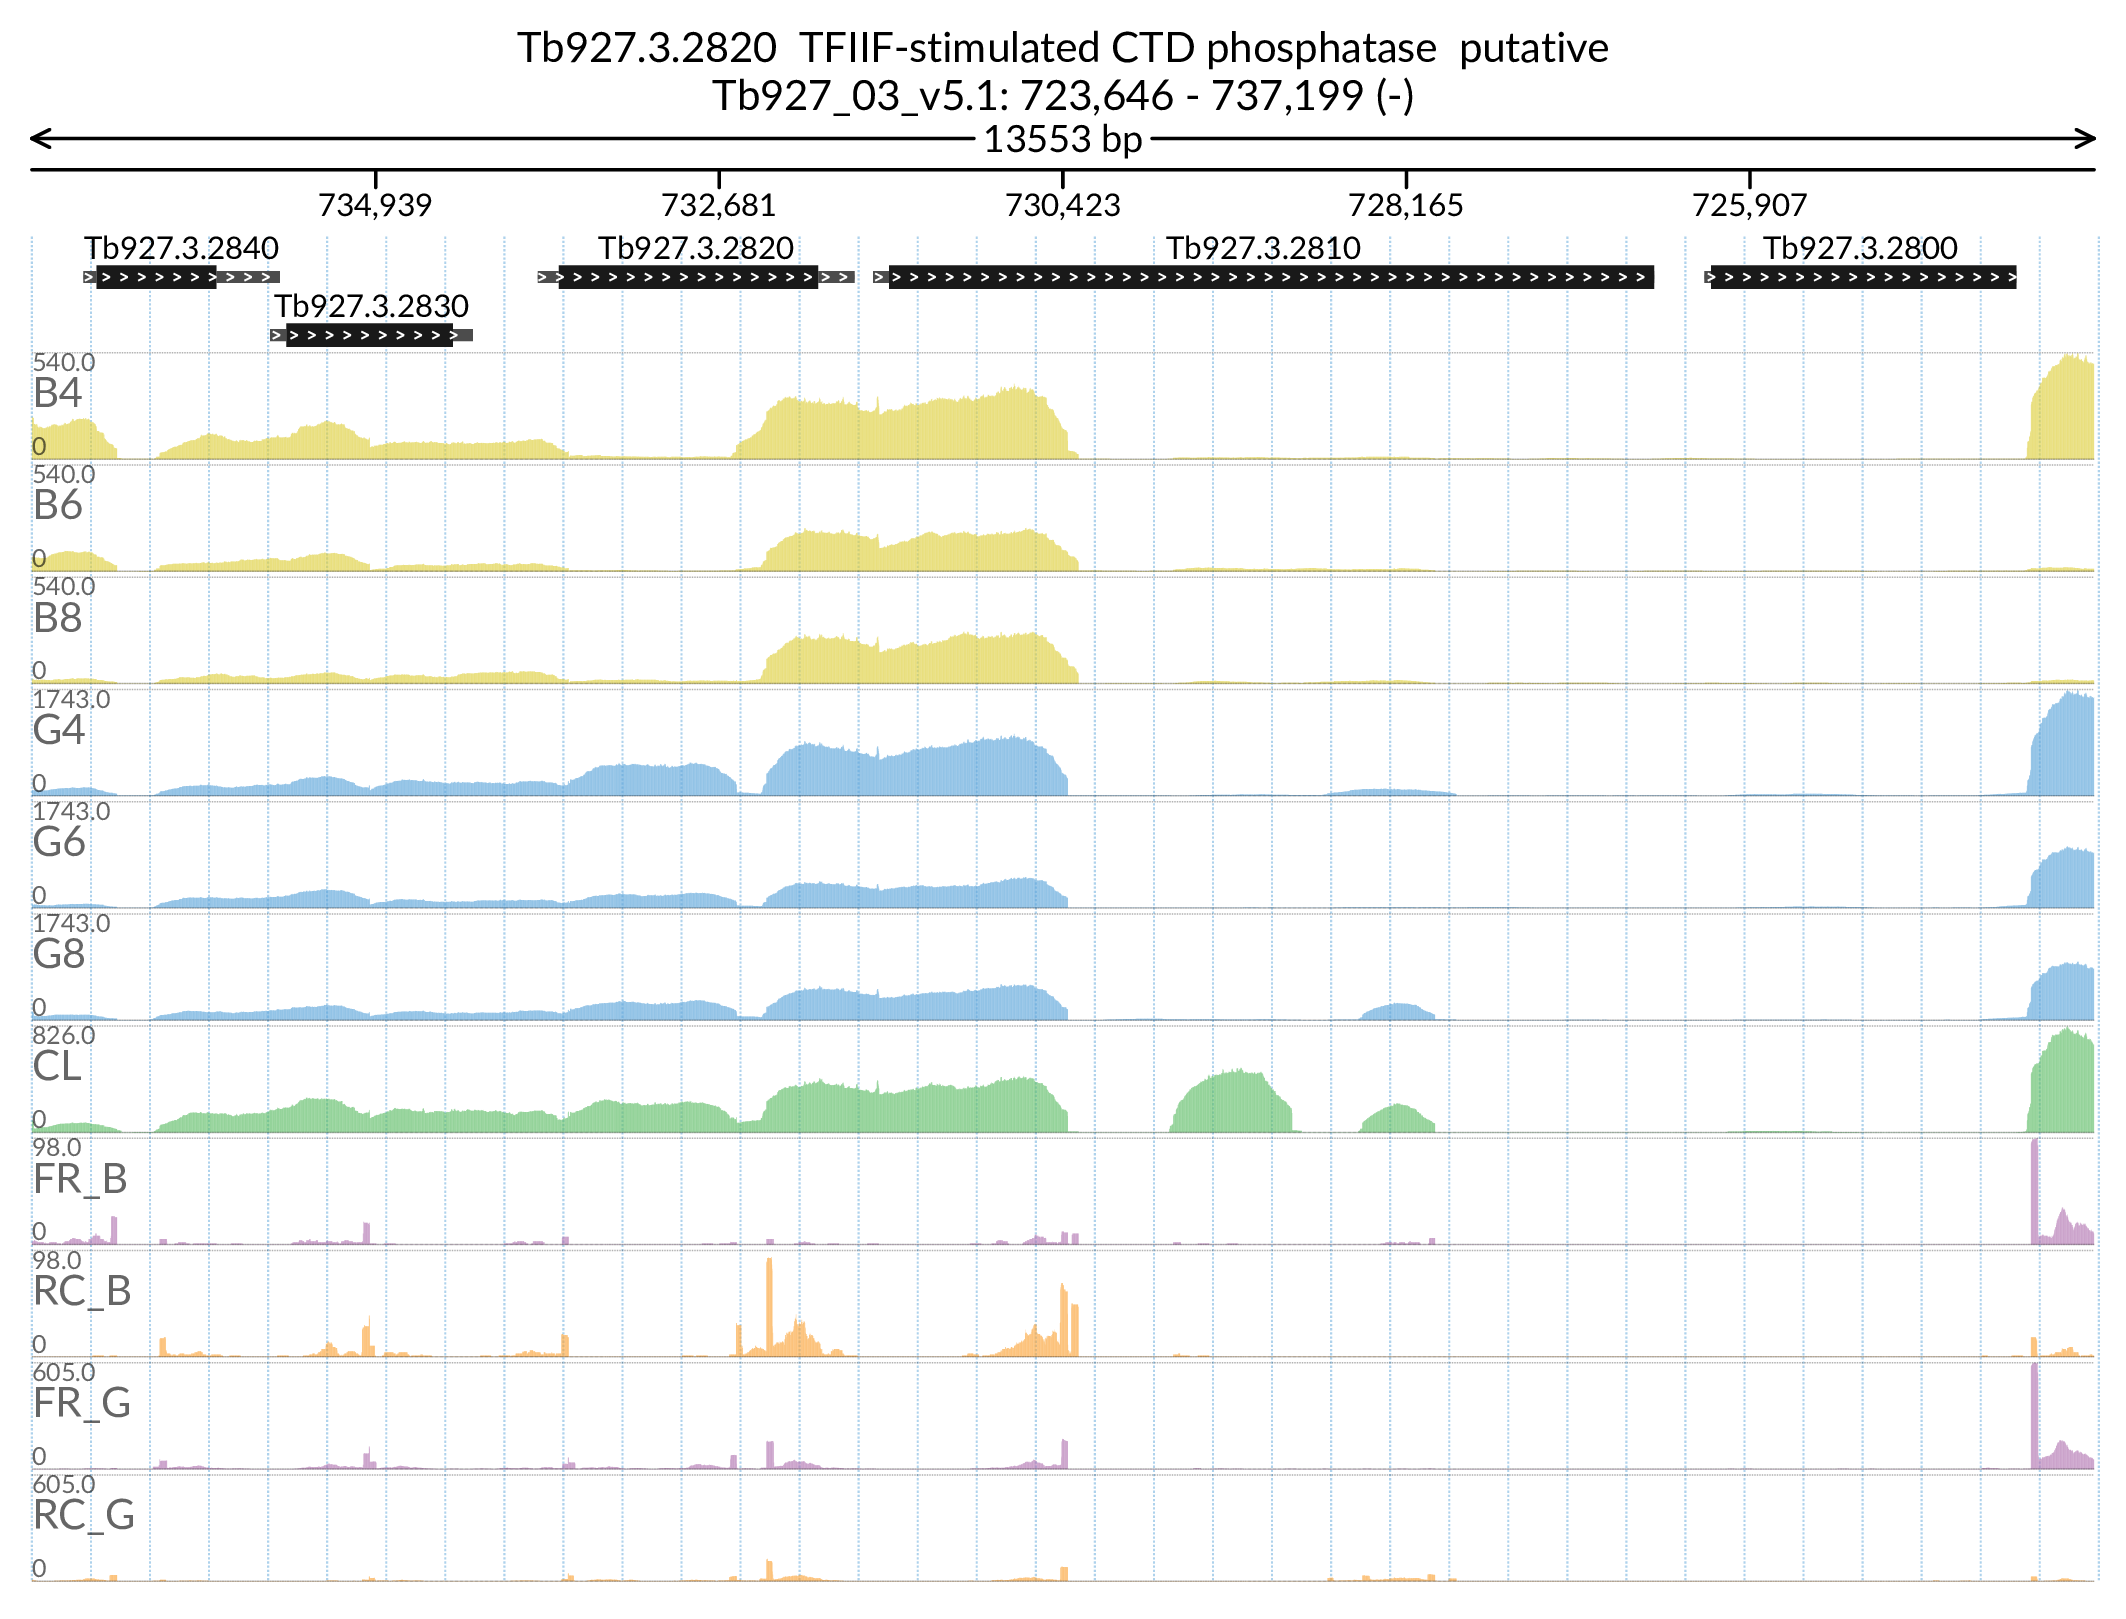 Tb927.3.2820  TFIIF-stimulated CTD phosphatase  putative
Tb927_03_v5.1: 723,646 - 737,199 (-)
13553 bp
734,939 732,681 730,423 728,165 725,907
Tb927.3.2840 Tb927.3.2820 Tb927.3.2810 Tb927.3.2800
Tb927.3.2830
540.0
B4
0
540.0
B6
0
540.0
B8
0
1743.0
G4
0
1743.0
G6
0
1743.0
G8
0
826.0
CL
0
98.0
FR_B
0
98.0
RC_B
0
605.0
FR_G
0
605.0
RC_G
0